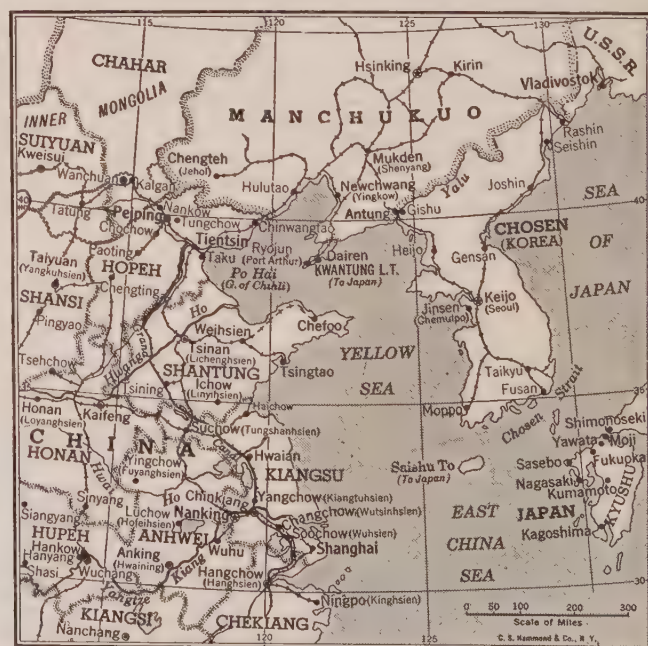 115
125
130
CHAHAR
MONGOLIA
INNER
SUIYUAN
Kweisui
Wanchuan
Kalgan
Hsinking
Kirin
U.S.S.R.
Vladivostok
MANCHUKUO
Rashin
Seishin
Chengteh
(Jehol)
Mukden
(Shenyang)
Hulutao
Newchwang
(Yingkow)
Yalu
Joshin
SEA
OF
JAPAN
40
40
Tatung
Peiping
Nankow
Tungchow
Chinwangtao
Antung
Gishu
Chochow
Tientsin
Ryojun
(Port Arthur)
Dairen
KWANTUNG L.T.
(To Japan)
Heijo
Gensan
CHOSEN
(KOREA)
Taiyuan
(Yangkuhsien)
Paoting
HOPEH
Taku
Po Hai
(G. of Chihli)
Chengting
SHANSI
Pingyao
Jinsen
(Chemulpo)
Keijo
(Seoul)
Ho
Weihsien
Chefoo
Hwang
Canal
Tsinan
(Lichenghsien)
YELLOW
SEA
Tsehchow
SHANTUNG
Tsingtao
Taikyu
Fusan
Tsining
Ichow
(Linyihsien)
35
Moppo
Chosen Strait
Honan
(Loyanghsien)
Kaifeng
Haichow
Suchow
(Tungshanhsien)
Shimonoseki
Yawata
Moji
CHINA
HONAN
Hwai
Ho
Yingchow
(Fuyanghsien)
Canal
Hwaian
KIANGSU
Saishu To
(To Japan)
Sasebo
Fukuoka
Nagasaki
Kumamoto
KYUSHU
Sinyang
Chinkiang
Yangchow (Kiangtuhsien)
Siangyang
Luchow
(Hofeihsien)
Nanking
Changchow (Wutsinhsien)
Soochow (Wuhsien)
EAST
CHINA
SEA
JAPAN
Kagoshima
HUPEH
ANHWEI
Wuhu
Shanghai
Hankow
Hanyang
Anking
(Hwaining)
Kiang
Hangchow
(Hanghsien)
30
Shasi
Wuchang
Yangtze
Ningpo (Kinghsien)
KIANGSI
Nanchang
CHEKIANG
120
125
0 50 100 200 300
Scale of Miles
C. S. Hammond & Co., N. Y.